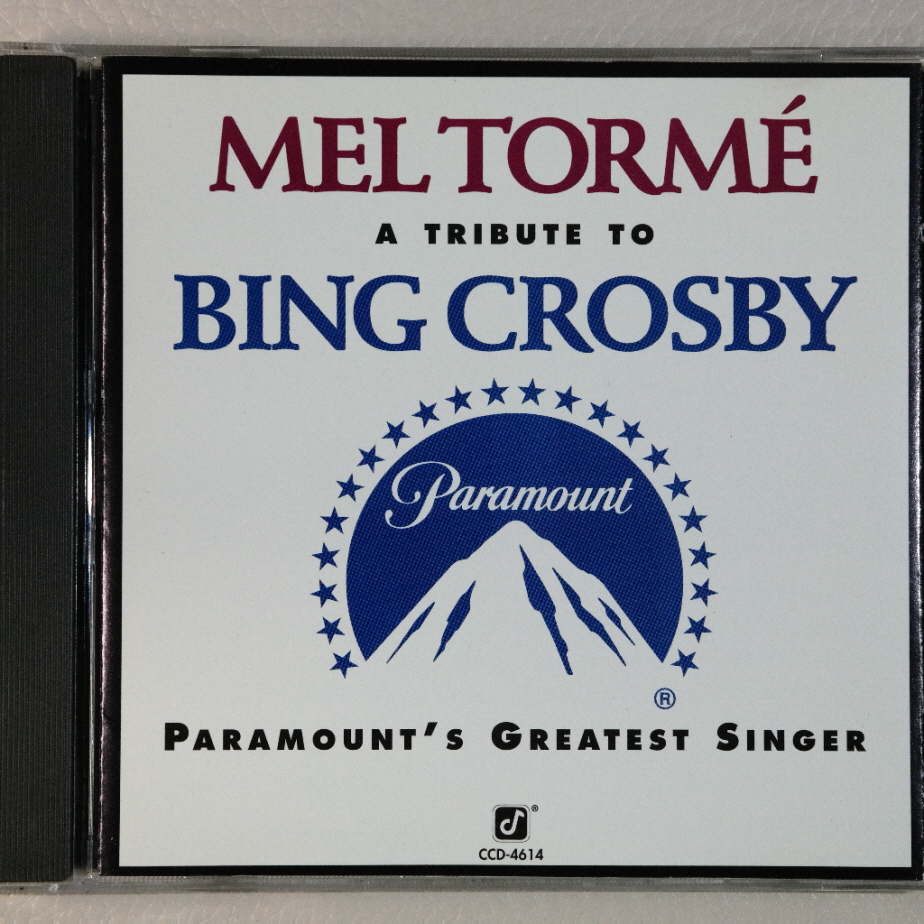 MEL TORMÉ
A TRIBUTE TO
BING CROSBY
Paramount
®
PARAMOUNT'S GREATEST SINGER
®
CCD-4614